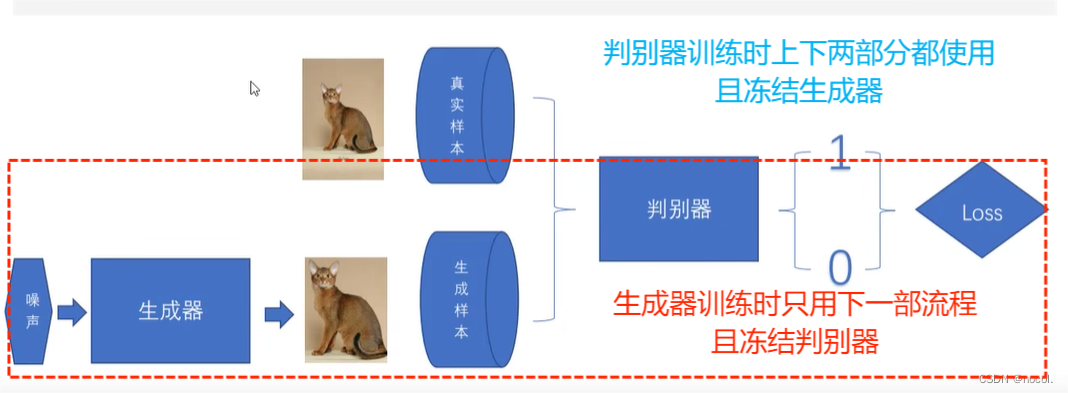 判别器训练时上下两部分都使用
且冻结生成器
真实样本
1
判别器
Loss
0
噪声
生成器
生成样本
生成器训练时只用下一部流程
且冻结判别器
CSDN @hocol.